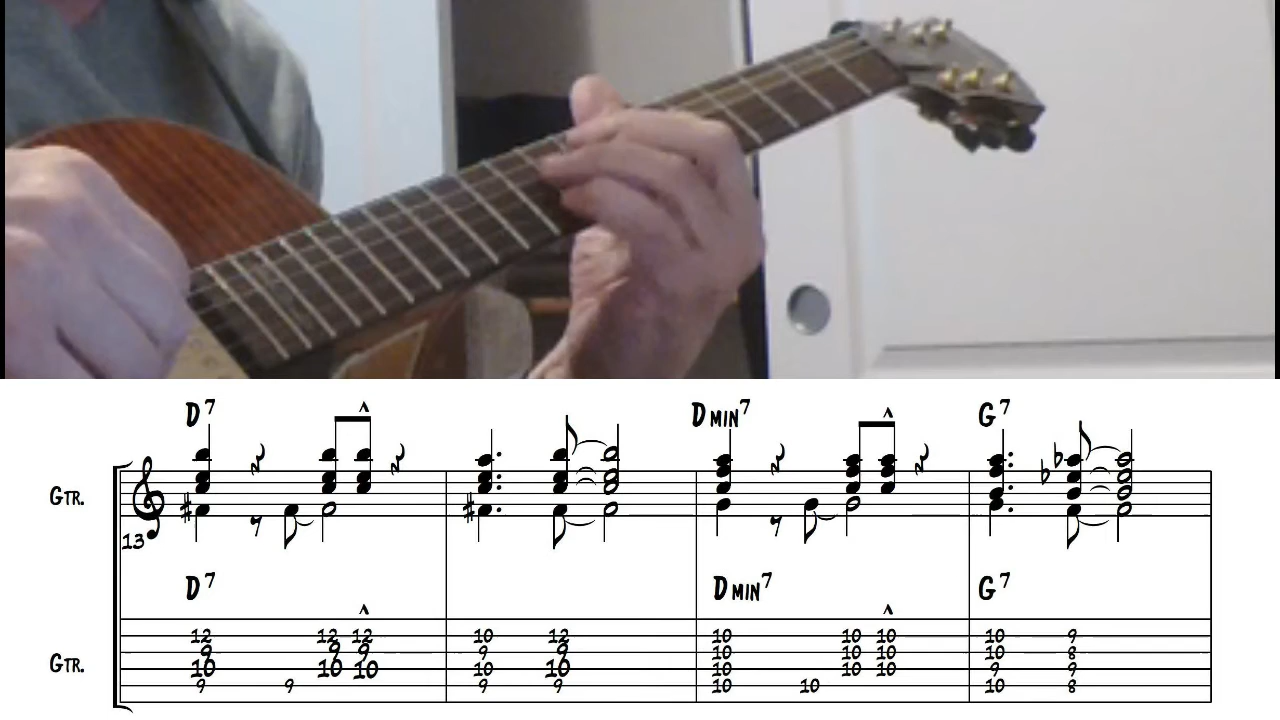 D7 DMIN7 G7
GTR.
13
D7 DMIN7 G7
12 12 12 10 12 10 10 10 10 9
9 9 9 9 9 10 10 10 10 8
GTR.
10 10 10 10 10 10 10 10 9 9
9 9 9 9 10 10 10 8